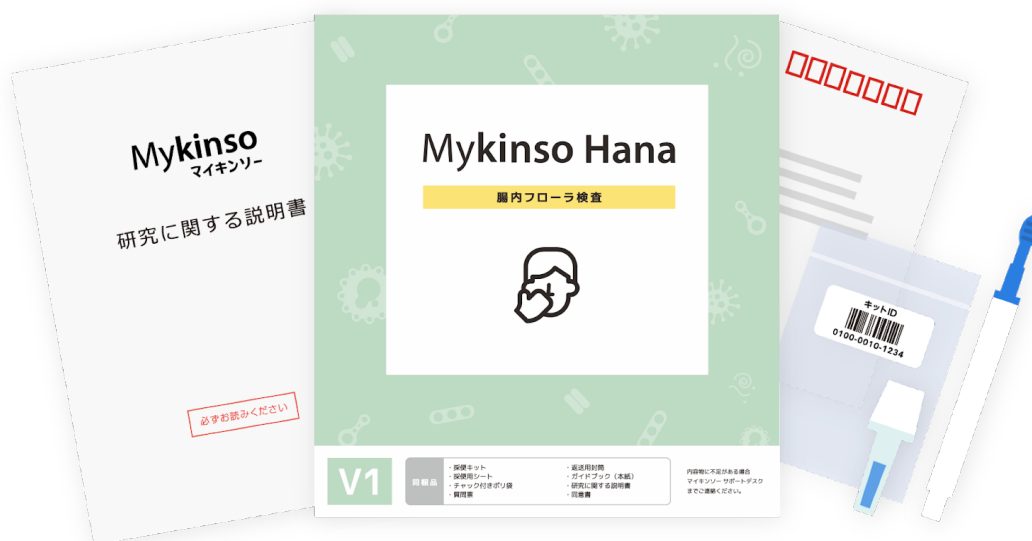 Mykinso
マイキンソー
研究に関する説明書
必ずお読みください
Mykinso Hana
腸内フローラ検査
V1
同梱品
・採便キット
・採便用シート
・チャック付きポリ袋
・質問票
・返送用封筒
・ガイドブック（本紙）
・研究に関する説明書
・同意書
内容物に不足がある場合
マイキンソー サポートデスク
までご連絡ください。
キットID
0100-0010-1234